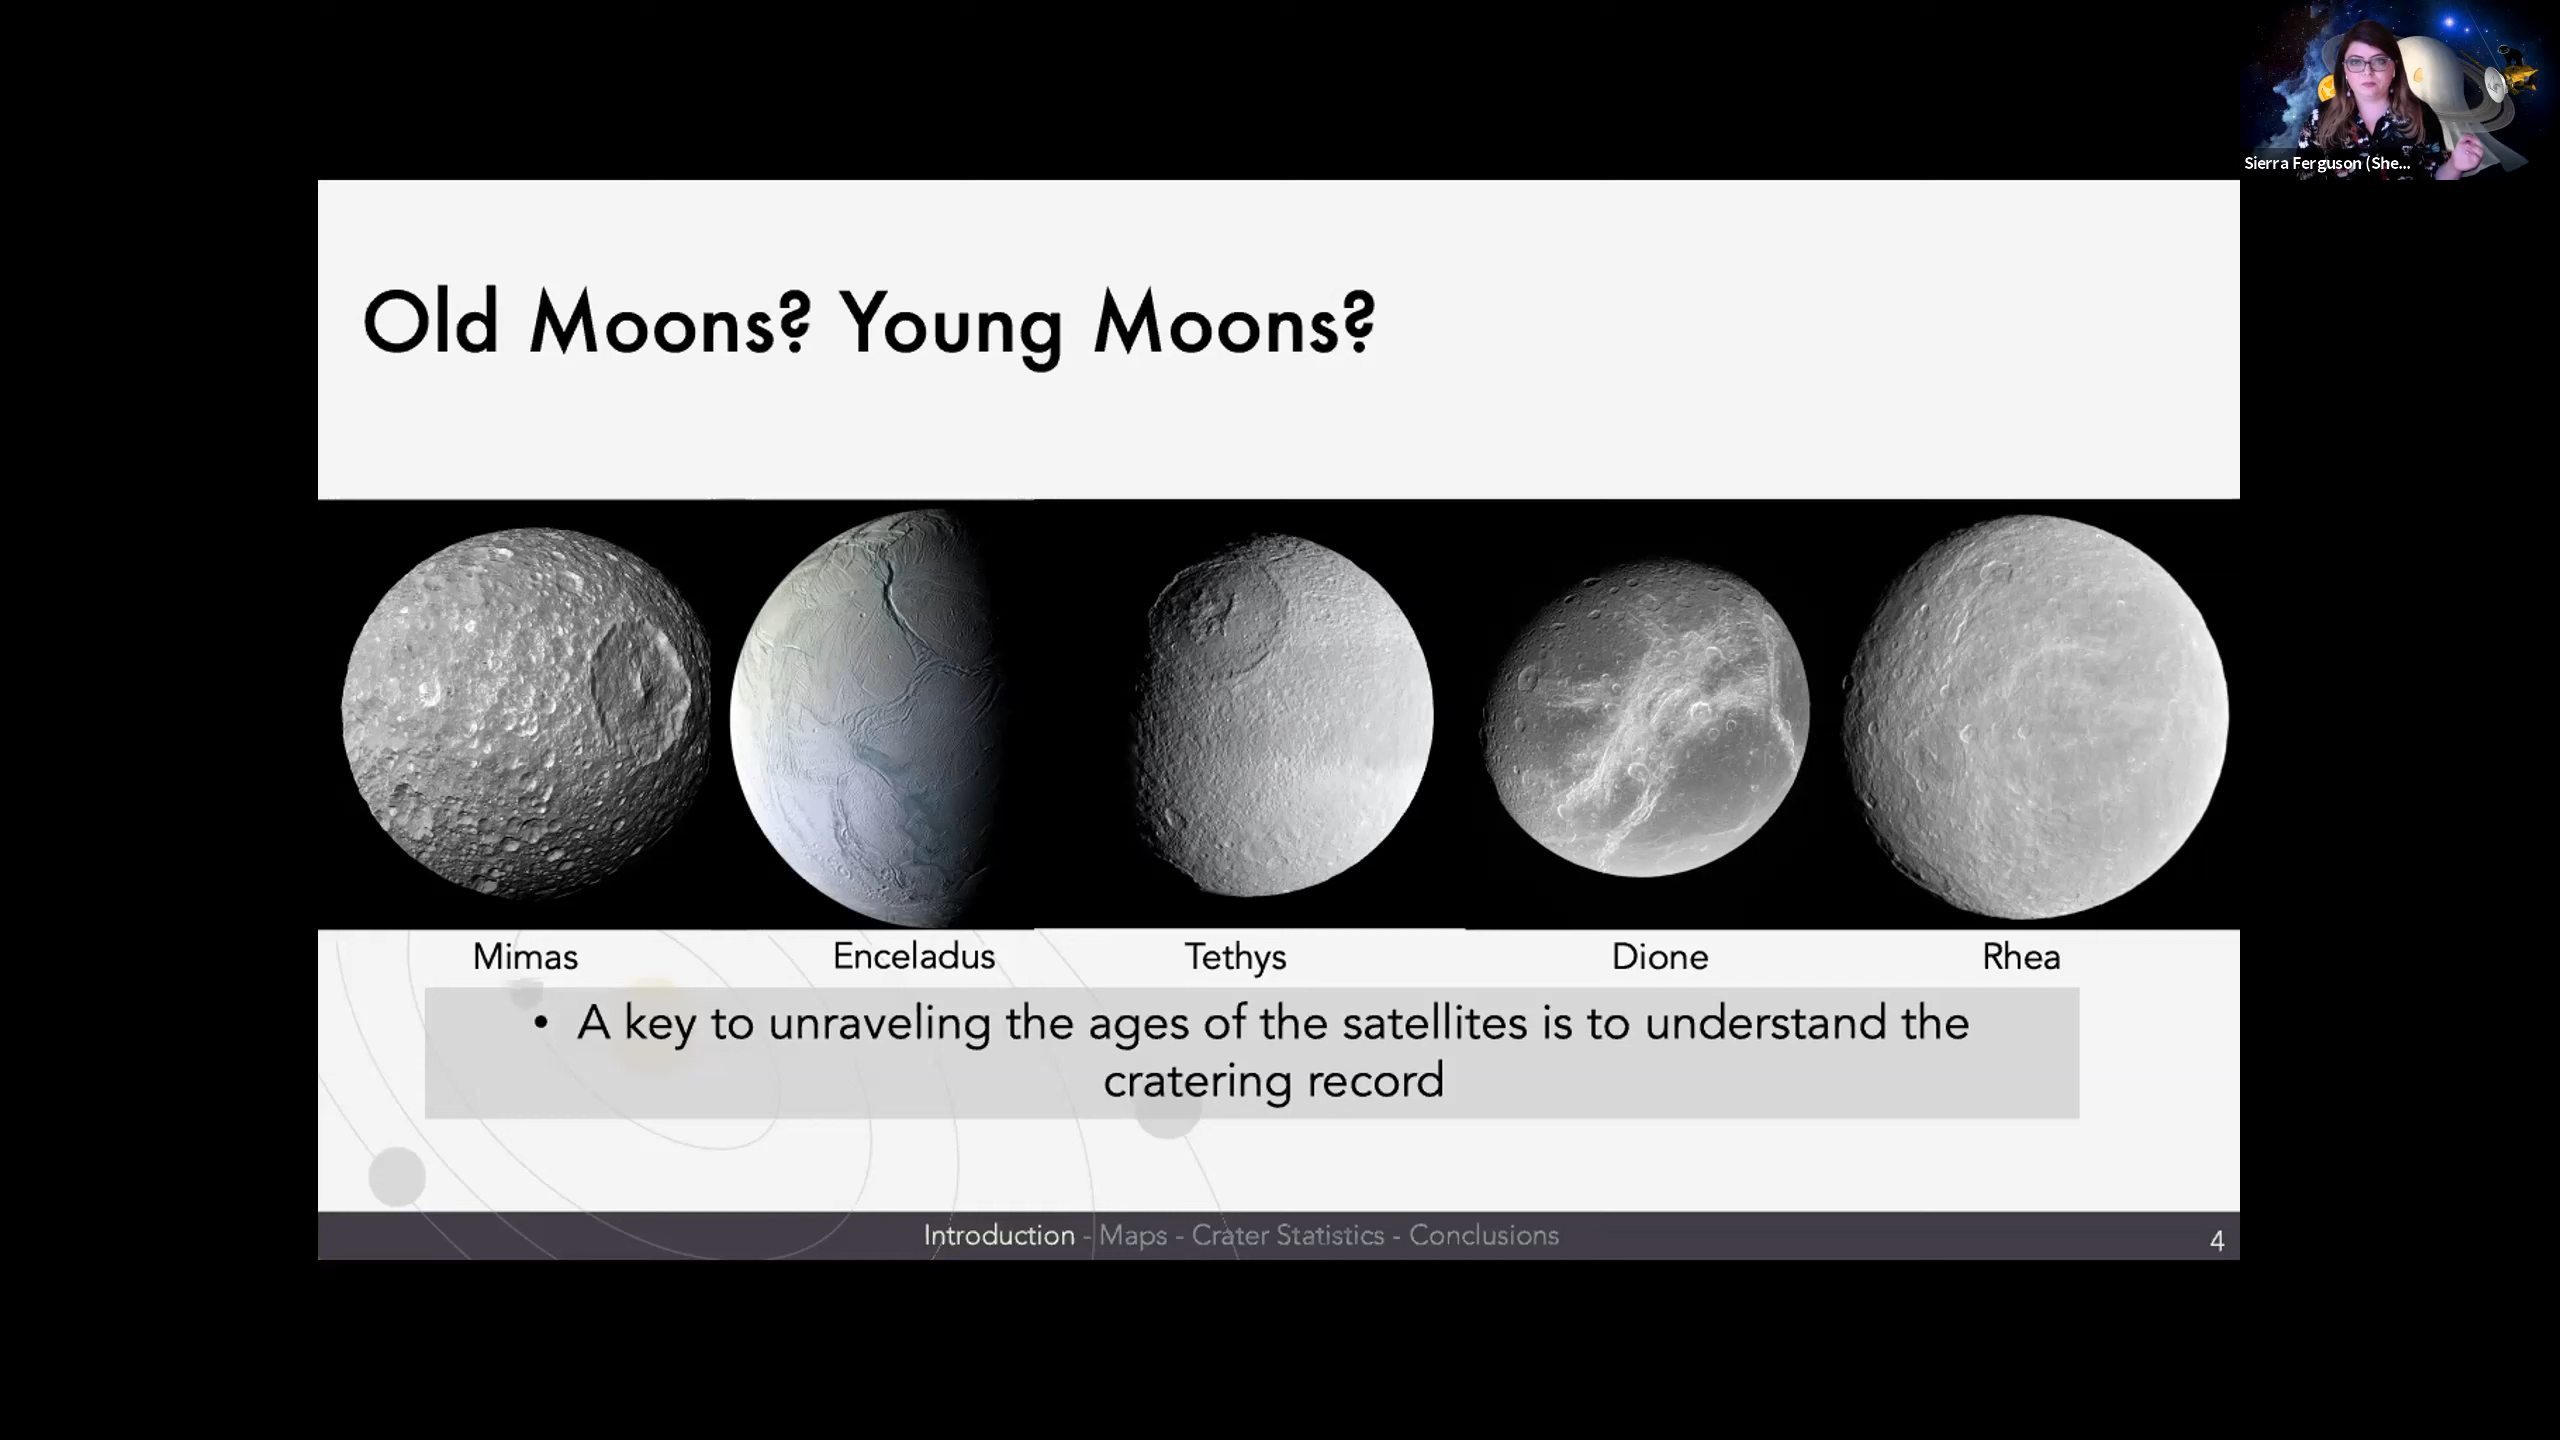 Sierra Ferguson (She...
Old Moons? Young Moons?
Mimas
Enceladus
Tethys
Dione
Rhea
• A key to unraveling the ages of the satellites is to understand the
cratering record
Introduction - Maps - Crater Statistics - Conclusions
4